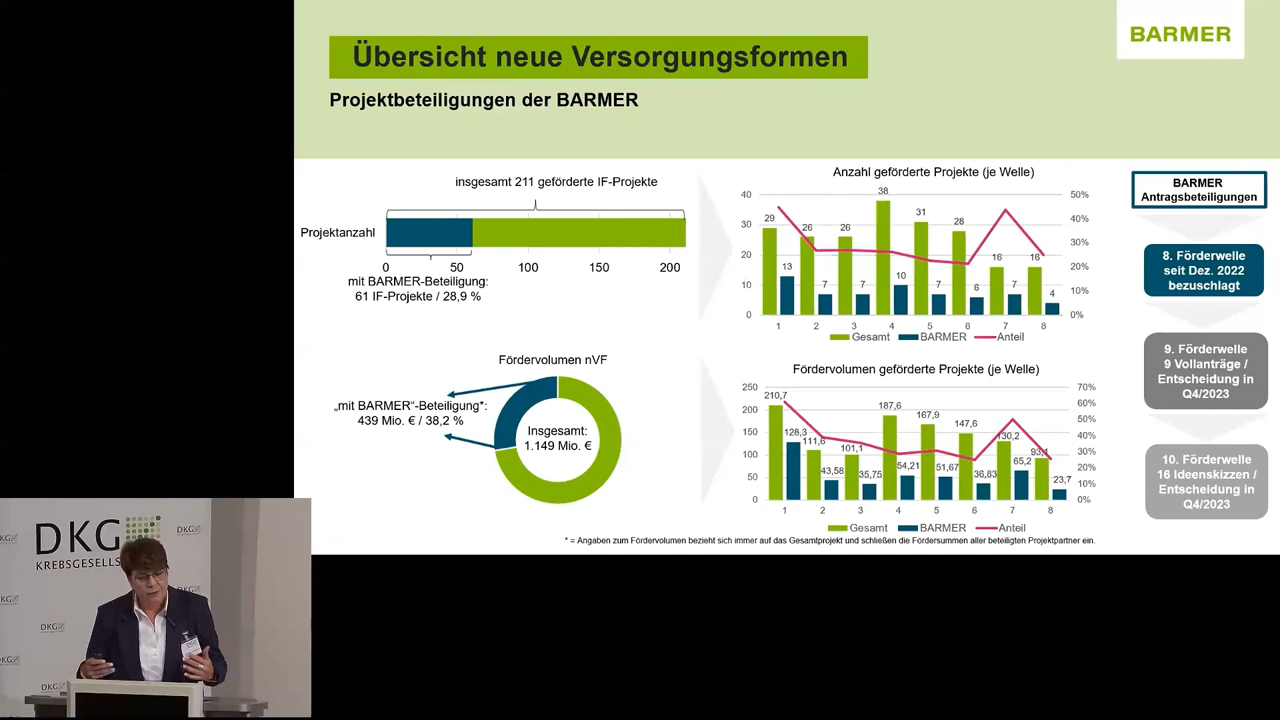 Übersicht neue Versorgungsformen
BARMER
Projektbeteiligungen der BARMER
insgesamt 211 geförderte IF-Projekte
Projektanzahl
0 50 100 150 200
mit BARMER-Beteiligung:
61 IF-Projekte / 28,9 %
Fördervolumen nVF
„mit BARMER“-Beteiligung*:
439 Mio. € / 38,2 %
Insgesamt:
1.149 Mio. €
Anzahl geförderte Projekte (je Welle)
40 30 20 10 0
50% 40% 30% 20% 10% 0%
29 26 26 38 31 28 16 16
13 7 7 10 7 6 7 4
1 2 3 4 5 6 7 8
Gesamt BARMER Anteil
Fördervolumen geförderte Projekte (je Welle)
250 200 150 100 50 0
70% 60% 50% 40% 30% 20% 10% 0%
210,7 111,6 101,1 187,6 167,9 147,6 130,2 93,1
128,3 43,58 35,75 54,21 51,67 36,83 65,2 23,7
1 2 3 4 5 6 7 8
Gesamt BARMER Anteil
* = Angaben zum Fördervolumen bezieht sich immer auf das Gesamtprojekt und schließen die Fördersummen aller beteiligten Projektpartner ein.
BARMER
Antragsbeteiligungen
8. Förderwelle
seit Dez. 2022
bezuschlagt
9. Förderwelle
9 Vollanträge /
Entscheidung in
Q4/2023
10. Förderwelle
16 Ideenskizzen /
Entscheidung in
Q4/2023
DKG
KREBSGESELLS
DKG
DKG
DKG
DKG
DKG